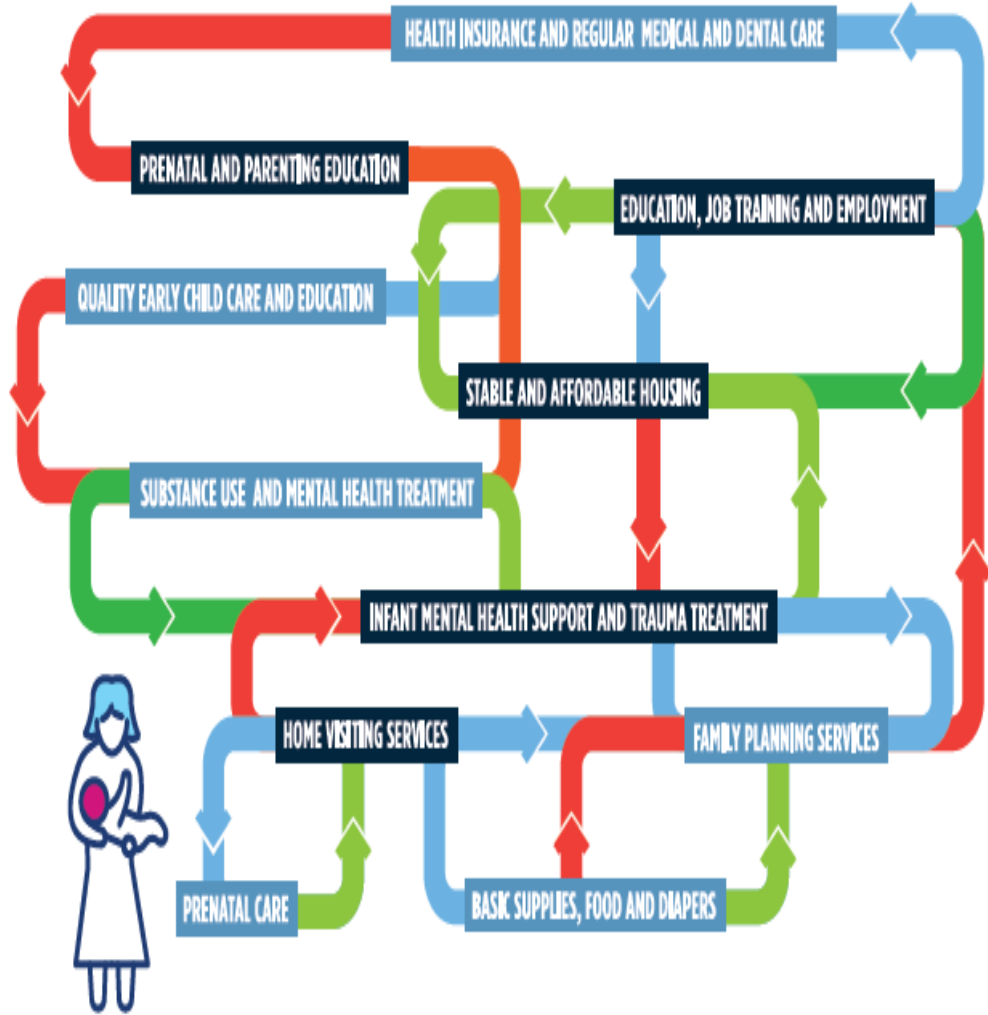 HEALTH INSURANCE AND REGULAR MEDICAL AND DENTAL CARE
PRENATAL AND PARENTING EDUCATION
EDUCATION, JOB TRAINING AND EMPLOYMENT
QUALITY EARLY CHILD CARE AND EDUCATION
STABLE AND AFFORDABLE HOUSING
SUBSTANCE USE AND MENTAL HEALTH TREATMENT
INFANT MENTAL HEALTH SUPPORT AND TRAUMA TREATMENT
HOME VISITING SERVICES
FAMILY PLANNING SERVICES
PRENATAL CARE
BASIC SUPPLIES, FOOD AND DIAPERS